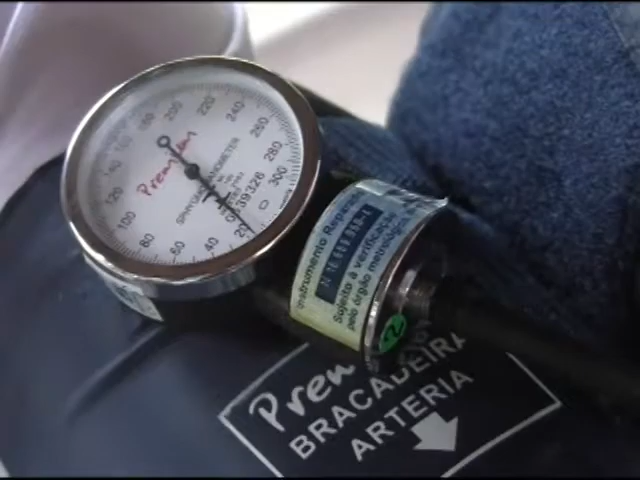 Premium
SPHYGMOMANOMETER
20
40
60
80
100
120
140
160
180
200
220
240
260
280
300
0
Instrumento Reparado
Sujeito à verificação
pelo órgão metrológico
2
Prem
BRACADEIRA
ARTERIA